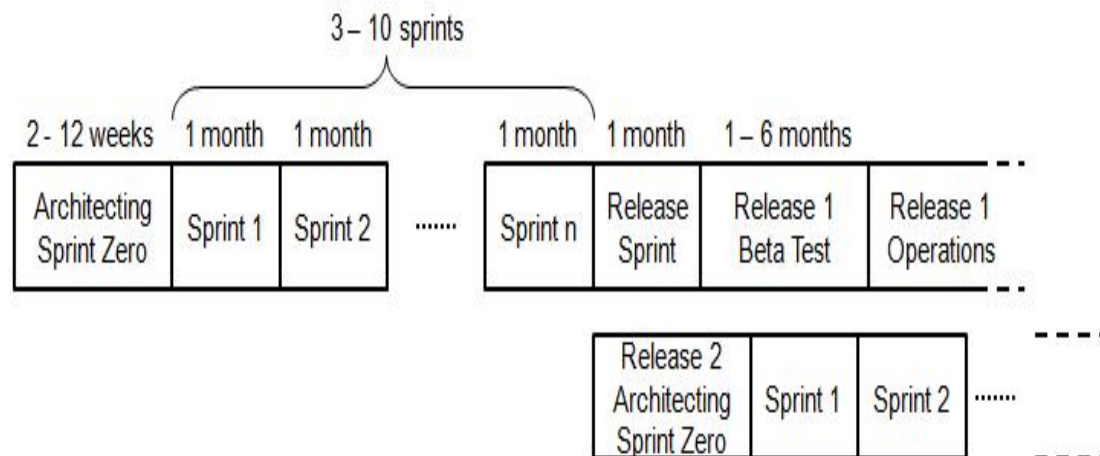 3 – 10 sprints
2 - 12 weeks 1 month 1 month 1 month 1 month 1 – 6 months
Architecting
Sprint Zero
Sprint 1
Sprint 2
.......
Sprint n
Release
Sprint
Release 1
Beta Test
Release 1
Operations
Release 2
Architecting
Sprint Zero
Sprint 1
Sprint 2
.......